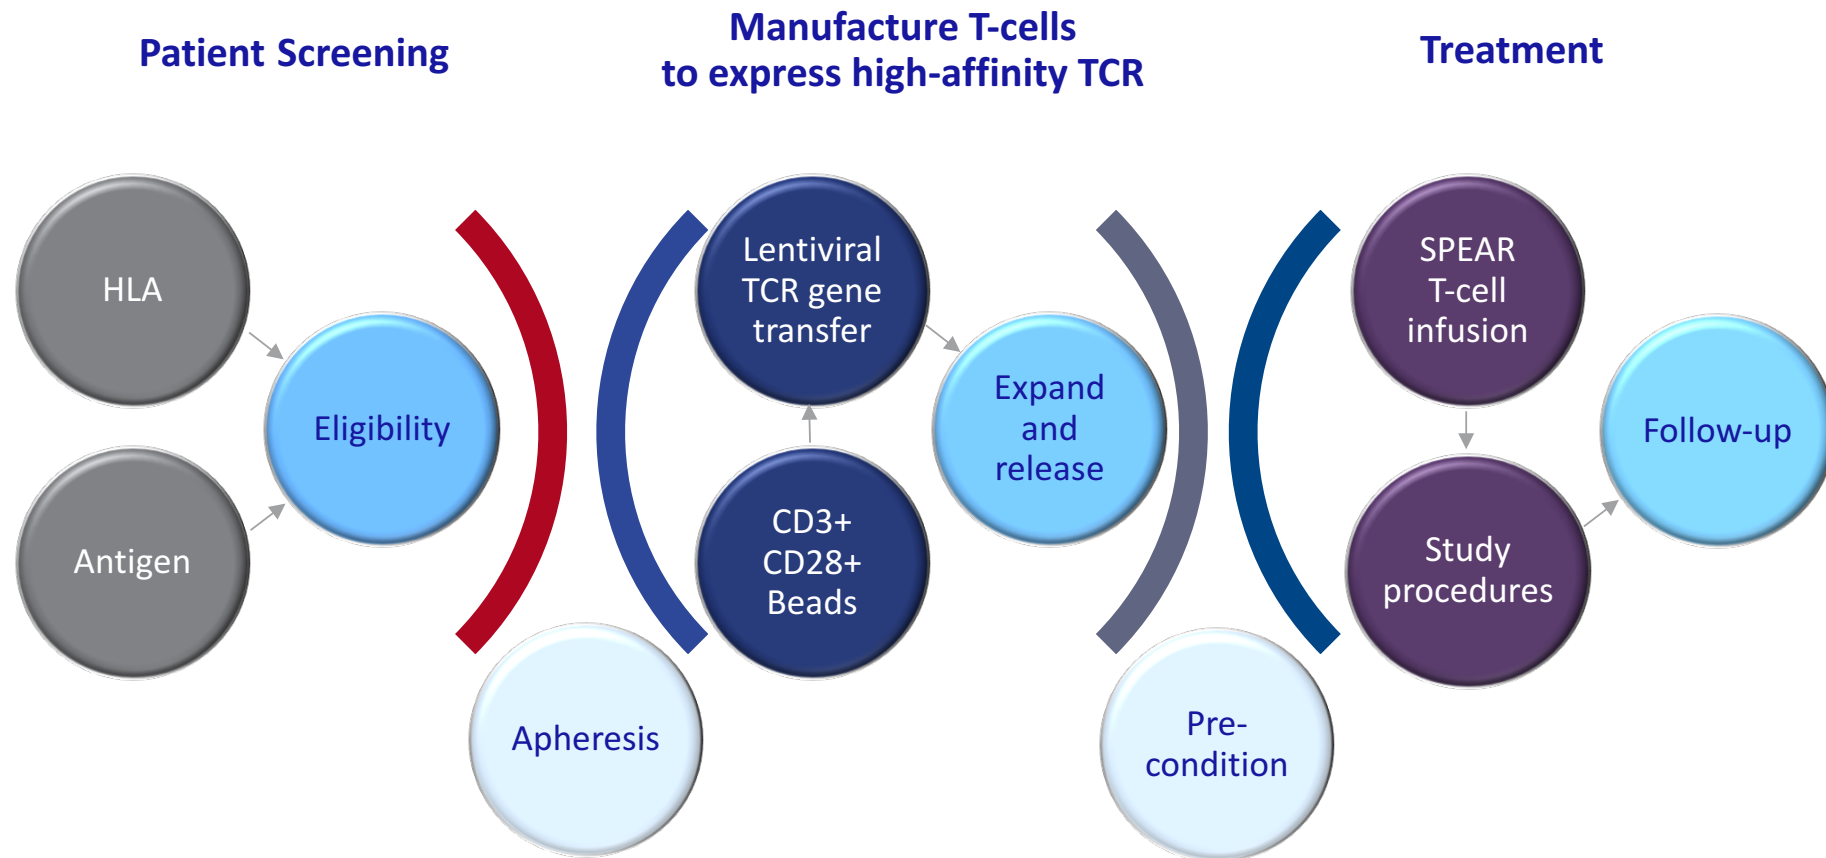 Patient Screening
Manufacture T-cells
to express high-affinity TCR
Treatment
HLA
Antigen
Eligibility
Apheresis
Lentiviral
TCR gene
transfer
CD3+
CD28+
Beads
Expand
and
release
Pre-
condition
SPEAR
T-cell
infusion
Study
procedures
Follow-up